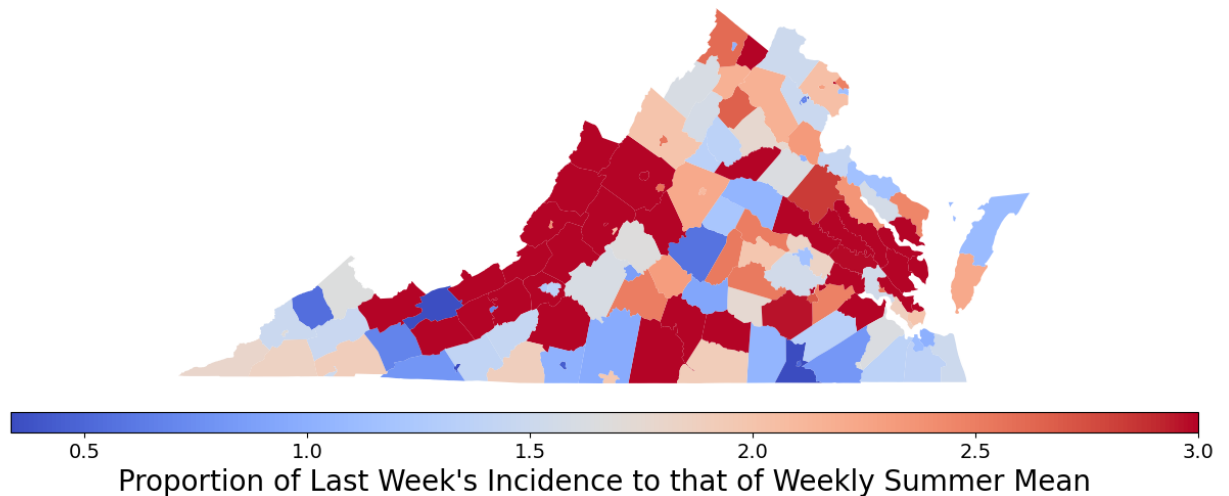 0.5 1.0 1.5 2.0 2.5 3.0
Proportion of Last Week's Incidence to that of Weekly Summer Mean